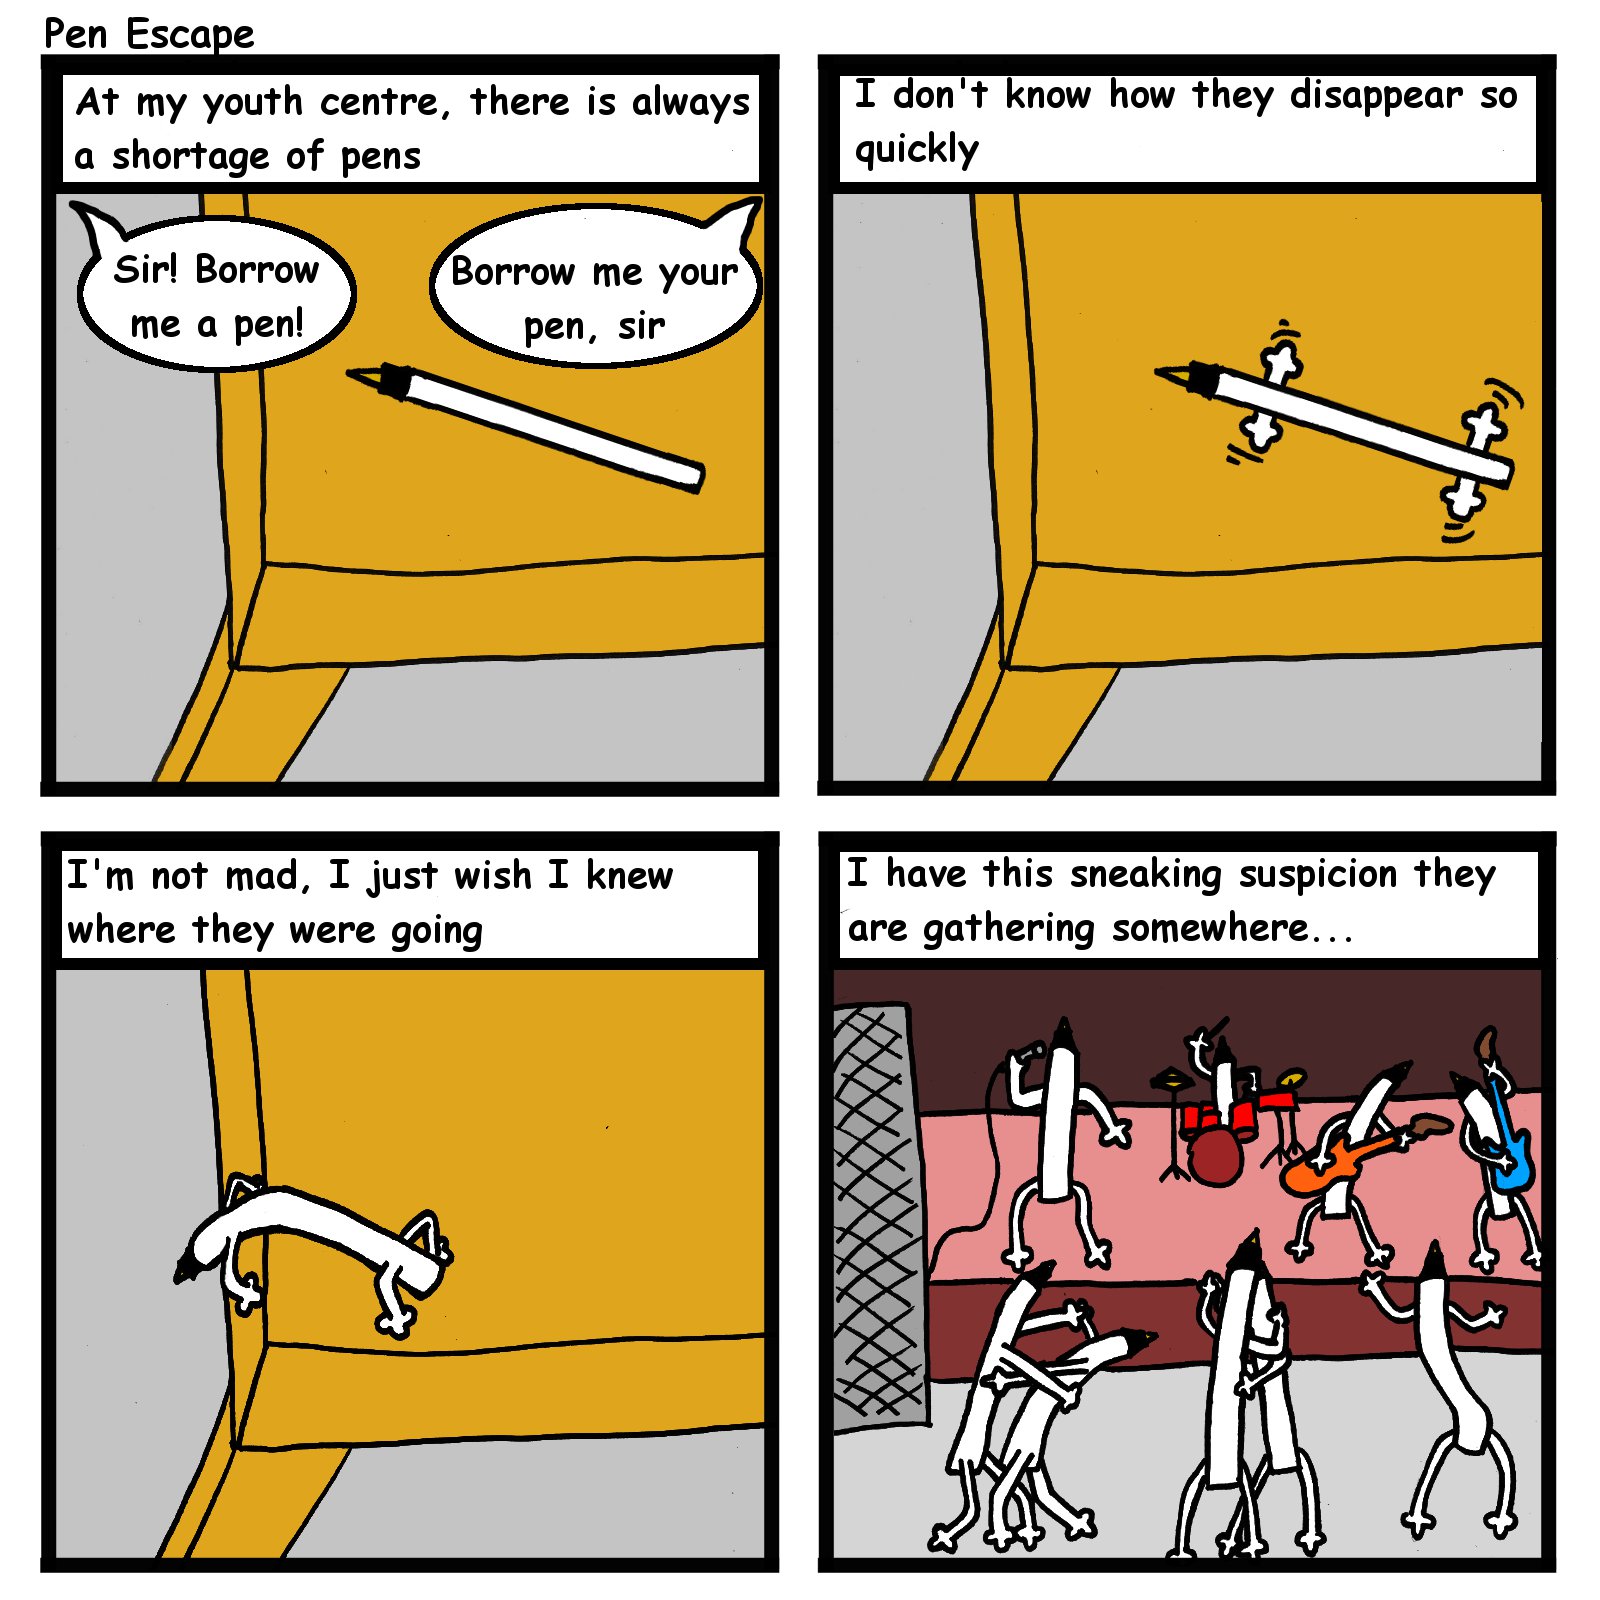 Pen Escape
At my youth centre, there is always
a shortage of pens
Sir! Borrow
me a pen!
Borrow me your
pen, sir
I don't know how they disappear so
quickly
I'm not mad, I just wish I knew
where they were going
I have this sneaking suspicion they
are gathering somewhere...